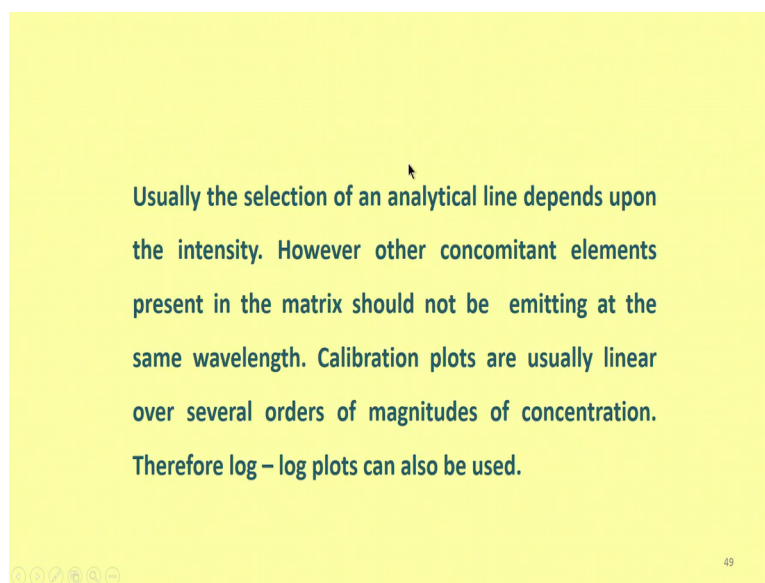 Usually the selection of an analytical line depends upon
the intensity. However other concomitant elements
present in the matrix should not be emitting at the
same wavelength. Calibration plots are usually linear
over several orders of magnitudes of concentration.
Therefore log – log plots can also be used.
49